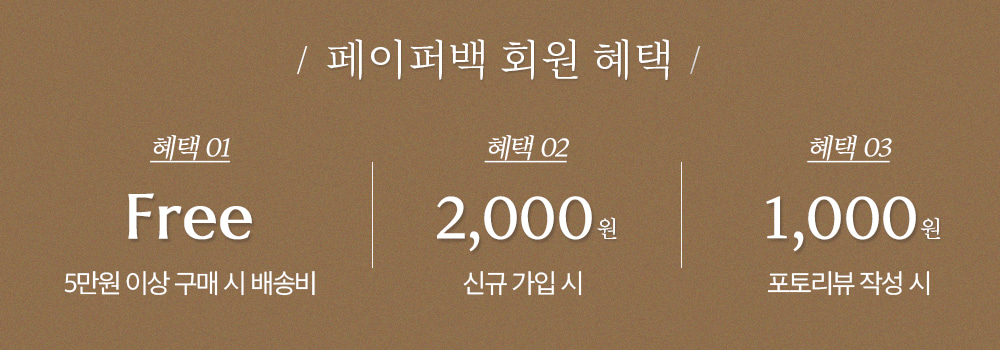 / 페이퍼백 회원 혜택 /
혜택 01
Free
5만원 이상 구매 시 배송비
혜택 02
2,000원
신규 가입 시
혜택 03
1,000원
포토리뷰 작성 시